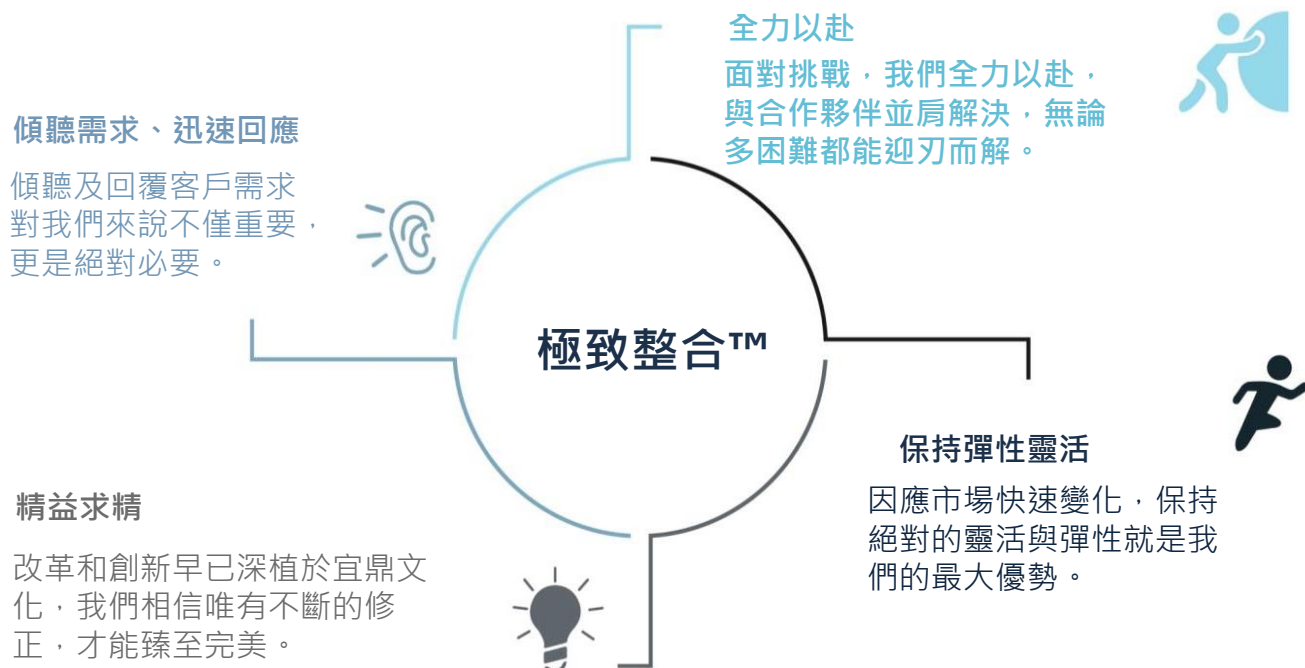 全力以赴
面對挑戰，我們全力以赴，
與合作夥伴並肩解決，無論
多困難都能迎刃而解。
傾聽需求、迅速回應
傾聽及回覆客戶需求
對我們來說不僅重要，
更是絕對必要。
極致整合™
保持彈性靈活
因應市場快速變化，保持
絕對的靈活與彈性就是我
們的最大優勢。
精益求精
改革和創新早已深植於宜鼎文
化，我們相信唯有不斷的修
正，才能臻至完美。